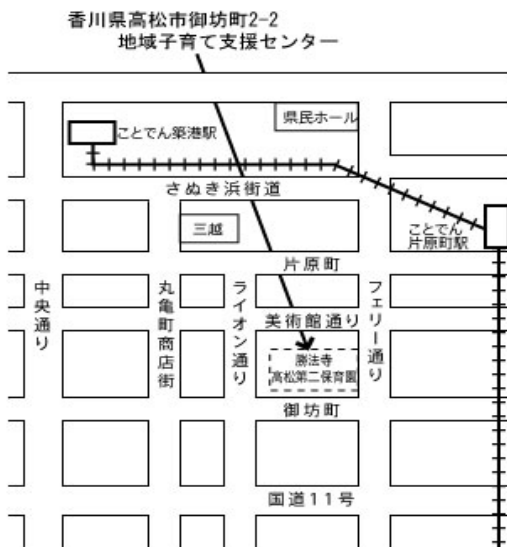 香川県高松市御坊町2-2
地域子育て支援センター
県民ホール
ことでん築港駅
さぬき浜街道
三越
ことでん
片原町駅
片原町
中央通り
丸亀町商店街
ライオン通り
フェリー通り
美術館通り
勝法寺
高松第二保育園
御坊町
国道11号